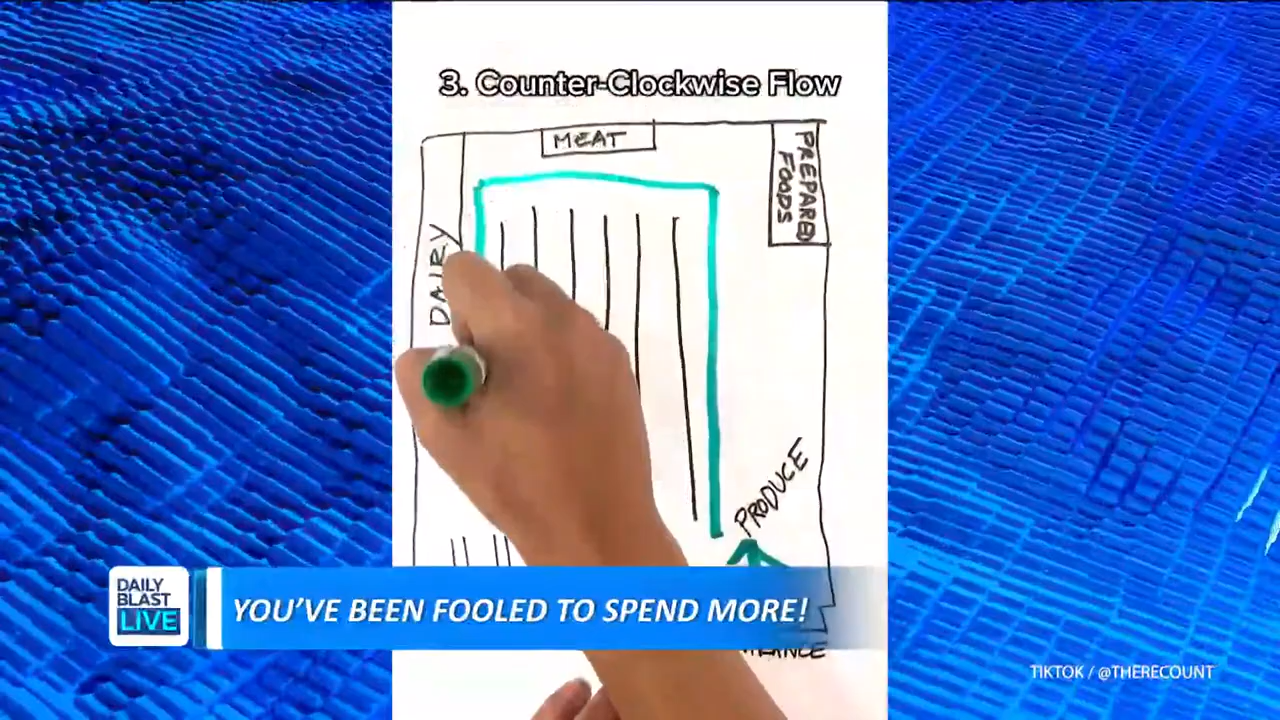 3. Counter-Clockwise Flow
MEAT
PREPARED
FOODS
DAIRY
PRODUCE
DAILY
BLAST
LIVE
YOU'VE BEEN FOOLED TO SPEND MORE!
TIKTOK / @THERECOUNT